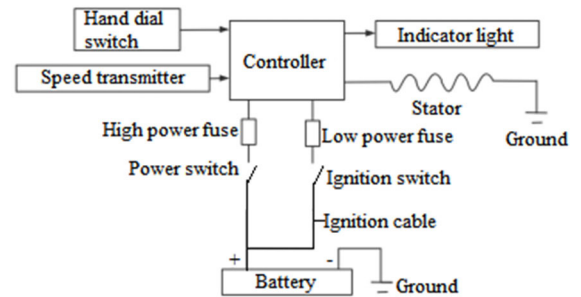 Hand dial
switch
Indicator light
Controller
Speed transmitter
Stator
Ground
High power fuse
Low power fuse
Power switch
Ignition switch
Ignition cable
+
-
Battery
Ground